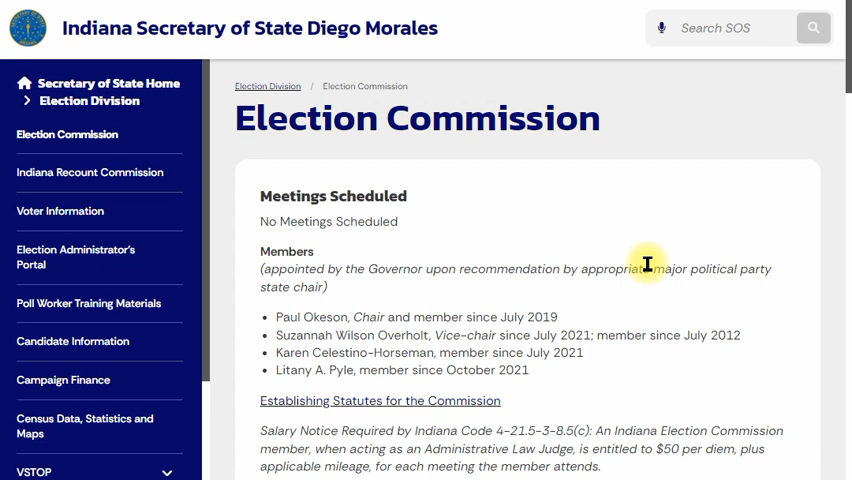 Indiana Secretary of State Diego Morales
Search SOS
Secretary of State Home
Election Division
Election Commission
Indiana Recount Commission
Voter Information
Election Administrator's
Portal
Poll Worker Training Materials
Candidate Information
Campaign Finance
Census Data, Statistics and
Maps
VSTOP
Election Division / Election Commission
Election Commission
Meetings Scheduled
No Meetings Scheduled
Members
(appointed by the Governor upon recommendation by appropriate major political party
state chair)
• Paul Okeson, Chair and member since July 2019
• Suzannah Wilson Overholt, Vice-chair since July 2021; member since July 2012
• Karen Celestino-Horseman, member since July 2021
• Litany A. Pyle, member since October 2021
Establishing Statutes for the Commission
Salary Notice Required by Indiana Code 4-21.5-3-8.5(c): An Indiana Election Commission
member, when acting as an Administrative Law Judge, is entitled to $50 per diem, plus
applicable mileage, for each meeting the member attends.